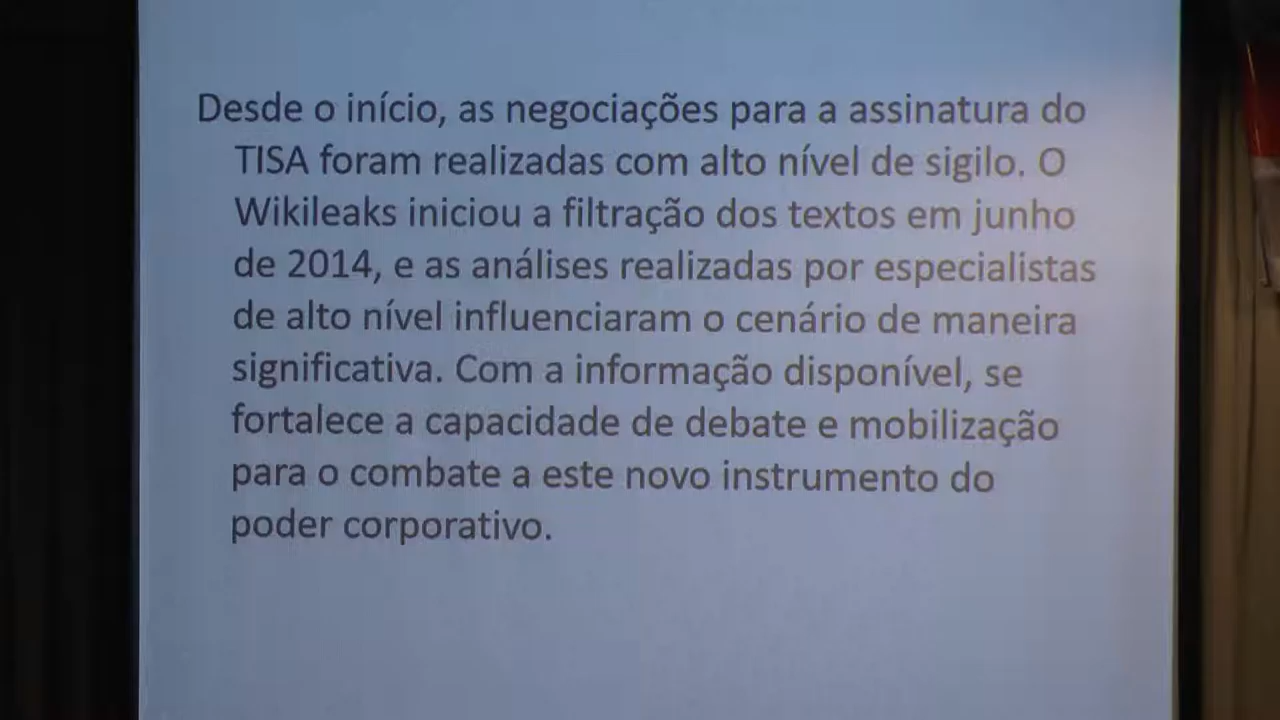 Desde o início, as negociações para a assinatura do
TISA foram realizadas com alto nível de sigilo. O
Wikileaks iniciou a filtração dos textos em junho
de 2014, e as análises realizadas por especialistas
de alto nível influenciaram o cenário de maneira
significativa. Com a informação disponível, se
fortalece a capacidade de debate e mobilização
para o combate a este novo instrumento do
poder corporativo.